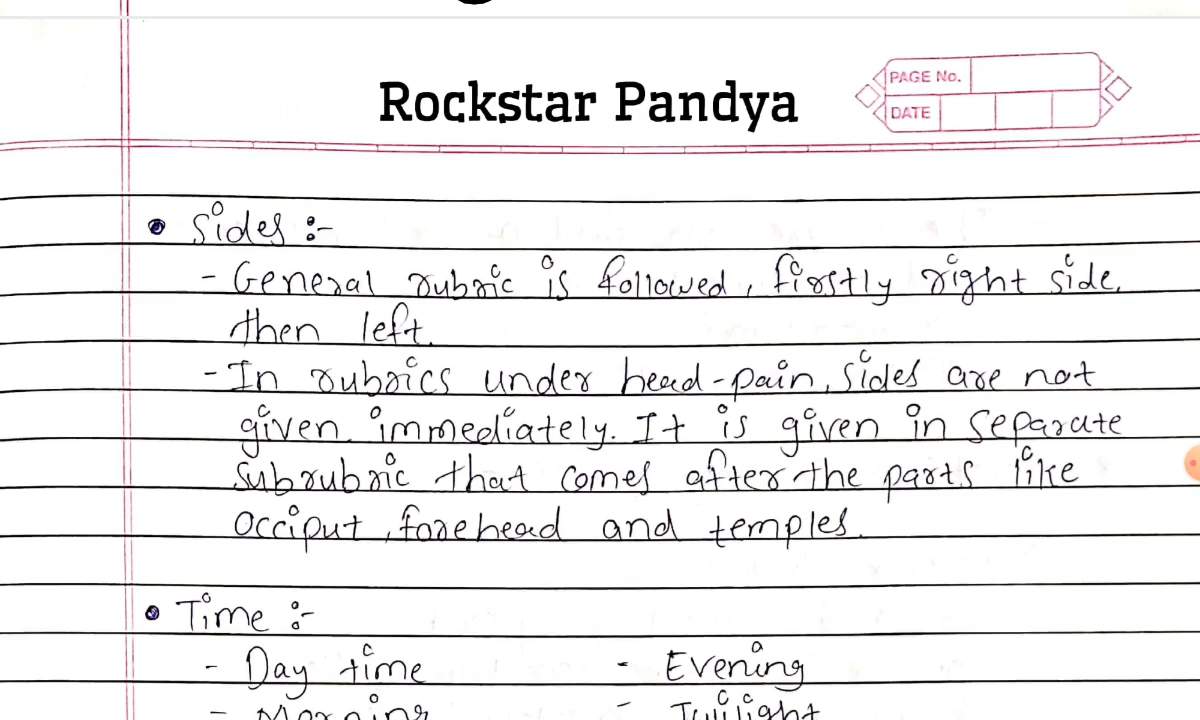 Rockstar Pandya
PAGE No.
DATE
• Sides :-
- General rubric is followed, firstly right side,
then left.
- In rubrics under head-pain, sides are not
given immediately. It is given in separate
subrubric that comes after the parts like
occiput, forehead and temples.
• Time :-
- Day time - Evening
- Morning - Twilight